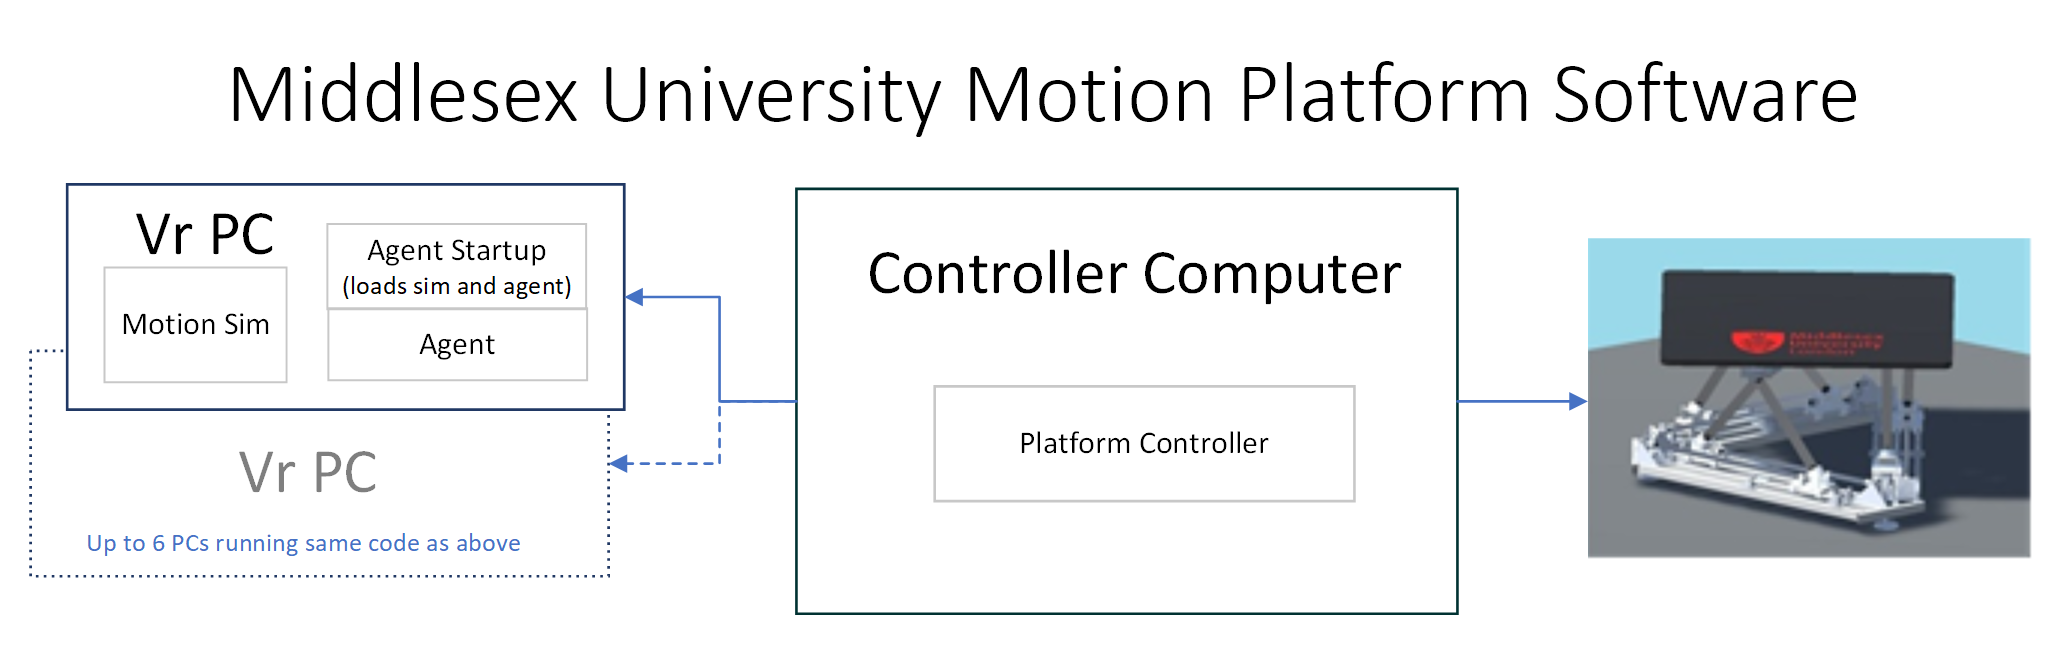 Middlesex University Motion Platform Software
Vr PC
Agent Startup
(loads sim and agent)
Motion Sim
Agent
Vr PC
Up to 6 PCs running same code as above
Controller Computer
Platform Controller
Middlesex
University
London